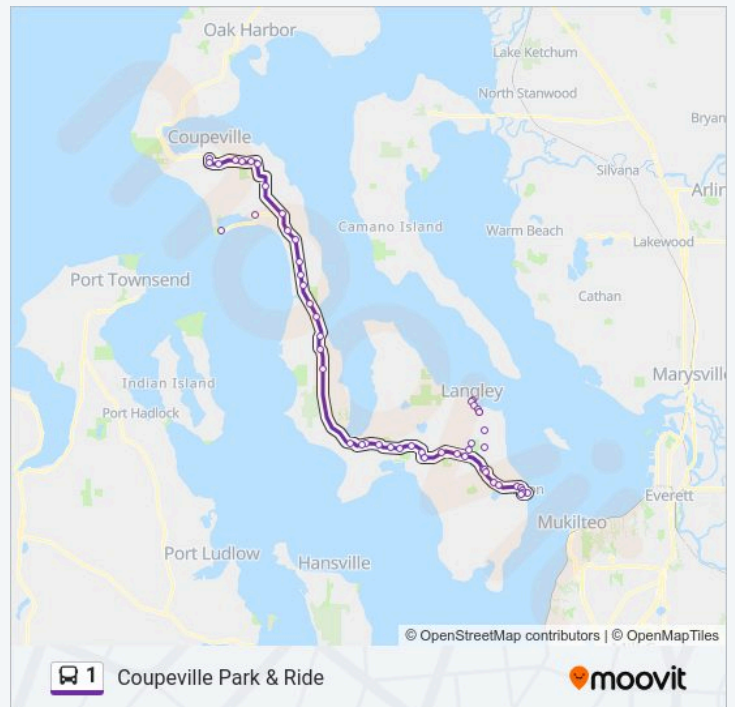 Oak Harbor
Lake Ketchum
North Stanwood
Bryan
Coupeville
Silvana
Arlin
Camano Island
Warm Beach
Lakewood
Port Townsend
Cathan
Indian Island
Marysville
Langley
Port Hadlock
on
Everett
Mukilteo
Port Ludlow
Hansville
© OpenStreetMap contributors | © OpenMapTiles
1 Coupeville Park & Ride
moovit